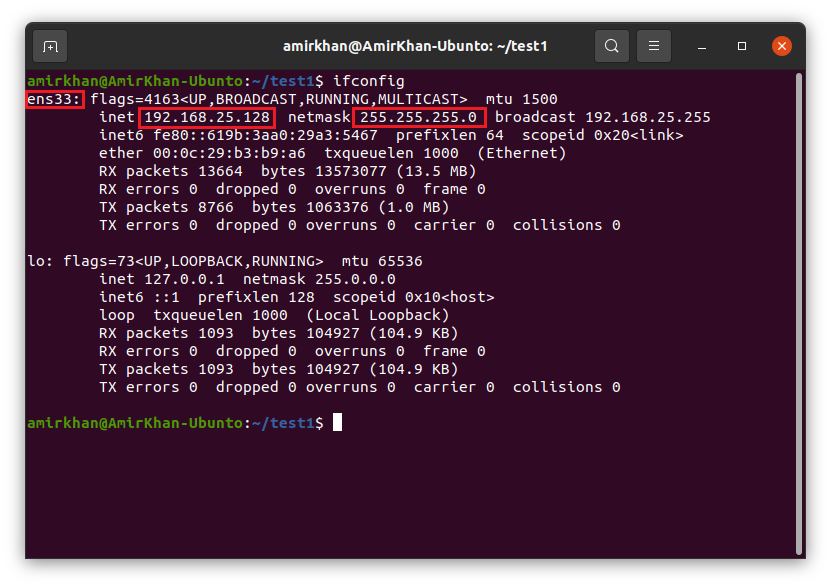 amirkhan@AmirKhan-Ubunto: ~/test1
amirkhan@AmirKhan-Ubunto:~/test1$ ifconfig
ens33: flags=4163<UP,BROADCAST,RUNNING,MULTICAST>  mtu 1500
        inet 192.168.25.128  netmask 255.255.255.0  broadcast 192.168.25.255
        inet6 fe80::619b:3aa0:29a3:5467  prefixlen 64  scopeid 0x20<link>
        ether 00:0c:29:b3:b9:a6  txqueuelen 1000  (Ethernet)
        RX packets 13664  bytes 13573077 (13.5 MB)
        RX errors 0  dropped 0  overruns 0  frame 0
        TX packets 8766  bytes 1063376 (1.0 MB)
        TX errors 0  dropped 0 overruns 0  carrier 0  collisions 0
lo: flags=73<UP,LOOPBACK,RUNNING>  mtu 65536
        inet 127.0.0.1  netmask 255.0.0.0
        inet6 ::1  prefixlen 128  scopeid 0x10<host>
        loop  txqueuelen 1000  (Local Loopback)
        RX packets 1093  bytes 104927 (104.9 KB)
        RX errors 0  dropped 0  overruns 0  frame 0
        TX packets 1093  bytes 104927 (104.9 KB)
        TX errors 0  dropped 0 overruns 0  carrier 0  collisions 0
amirkhan@AmirKhan-Ubunto:~/test1$